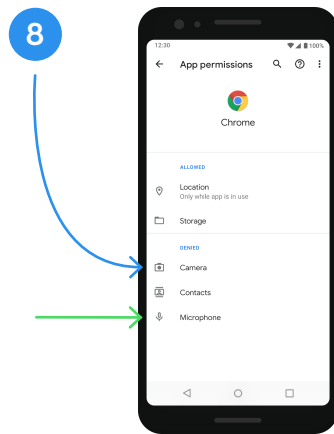 8
12:30
100%
App permissions
Chrome
ALLOWED
Location
Only while app is in use
Storage
DENIED
Camera
Contacts
Microphone